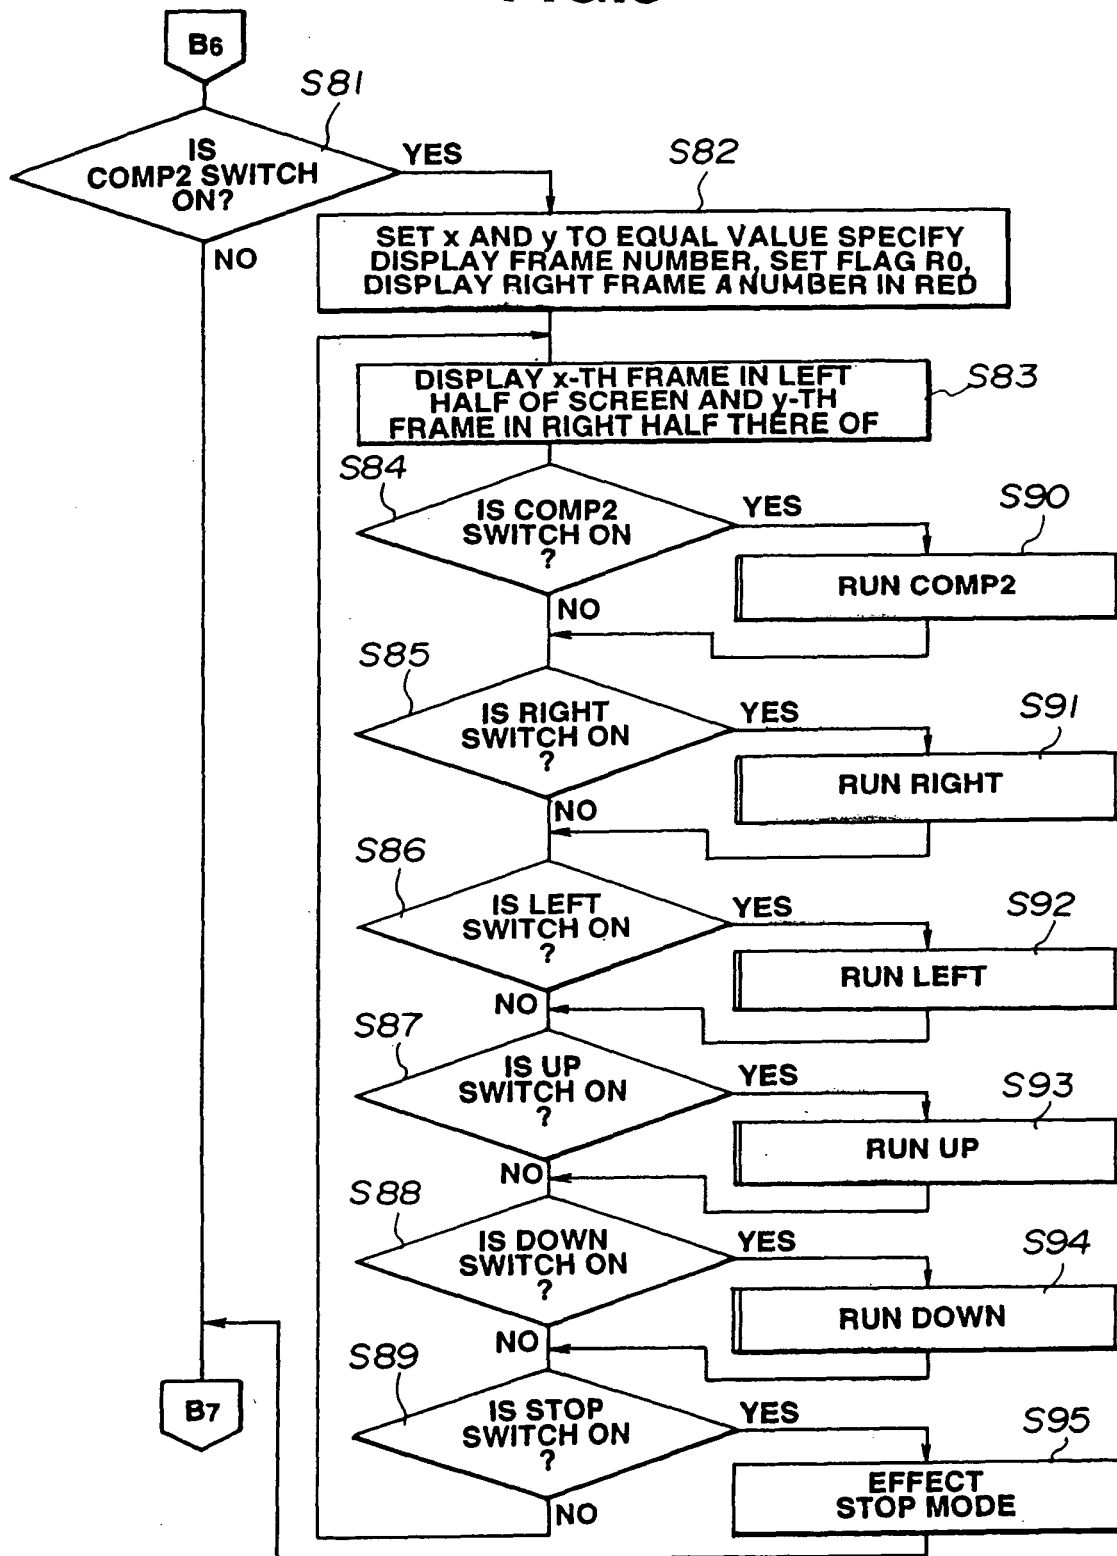 B6
S81
IS
COMP2 SWITCH
ON?
YES
NO
S82
SET x AND y TO EQUAL VALUE SPECIFY
DISPLAY FRAME NUMBER, SET FLAG R0,
DISPLAY RIGHT FRAME A NUMBER IN RED
S83
DISPLAY x-TH FRAME IN LEFT
HALF OF SCREEN AND y-TH
FRAME IN RIGHT HALF THERE OF
S84
IS COMP2
SWITCH ON
?
YES
NO
S90
RUN COMP2
S85
IS RIGHT
SWITCH ON
?
YES
NO
S91
RUN RIGHT
S86
IS LEFT
SWITCH ON
?
YES
NO
S92
RUN LEFT
S87
IS UP
SWITCH ON
?
YES
NO
S93
RUN UP
S88
IS DOWN
SWITCH ON
?
YES
NO
S94
RUN DOWN
S89
IS STOP
SWITCH ON
?
YES
NO
S95
EFFECT
STOP MODE
B7